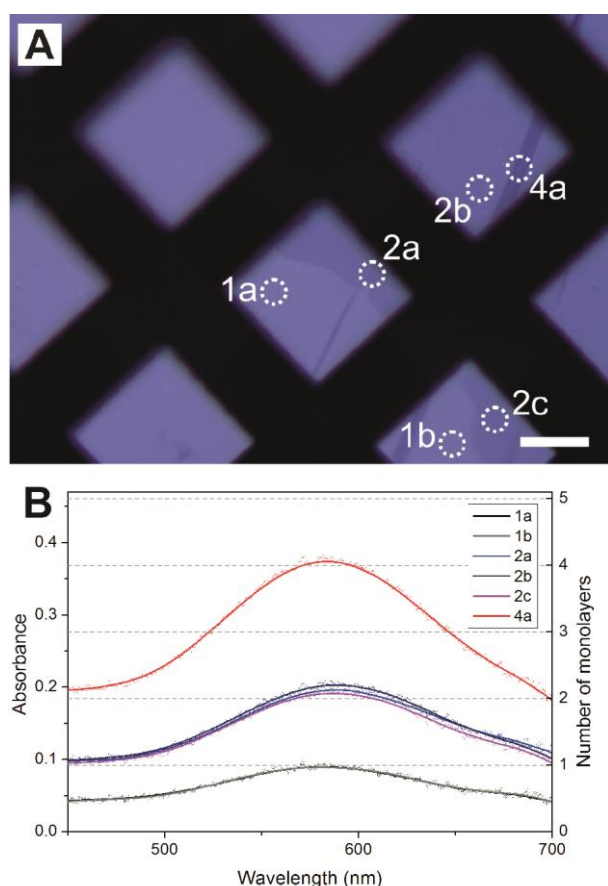 A
4a
2b
2a
1a
2c
1b
B
1a
1b
2a
2b
2c
4a
0.4
0.3
0.2
0.1
0.0
Absorbance
5
4
3
2
1
0
Number of monolayers
500
600
700
Wavelength (nm)